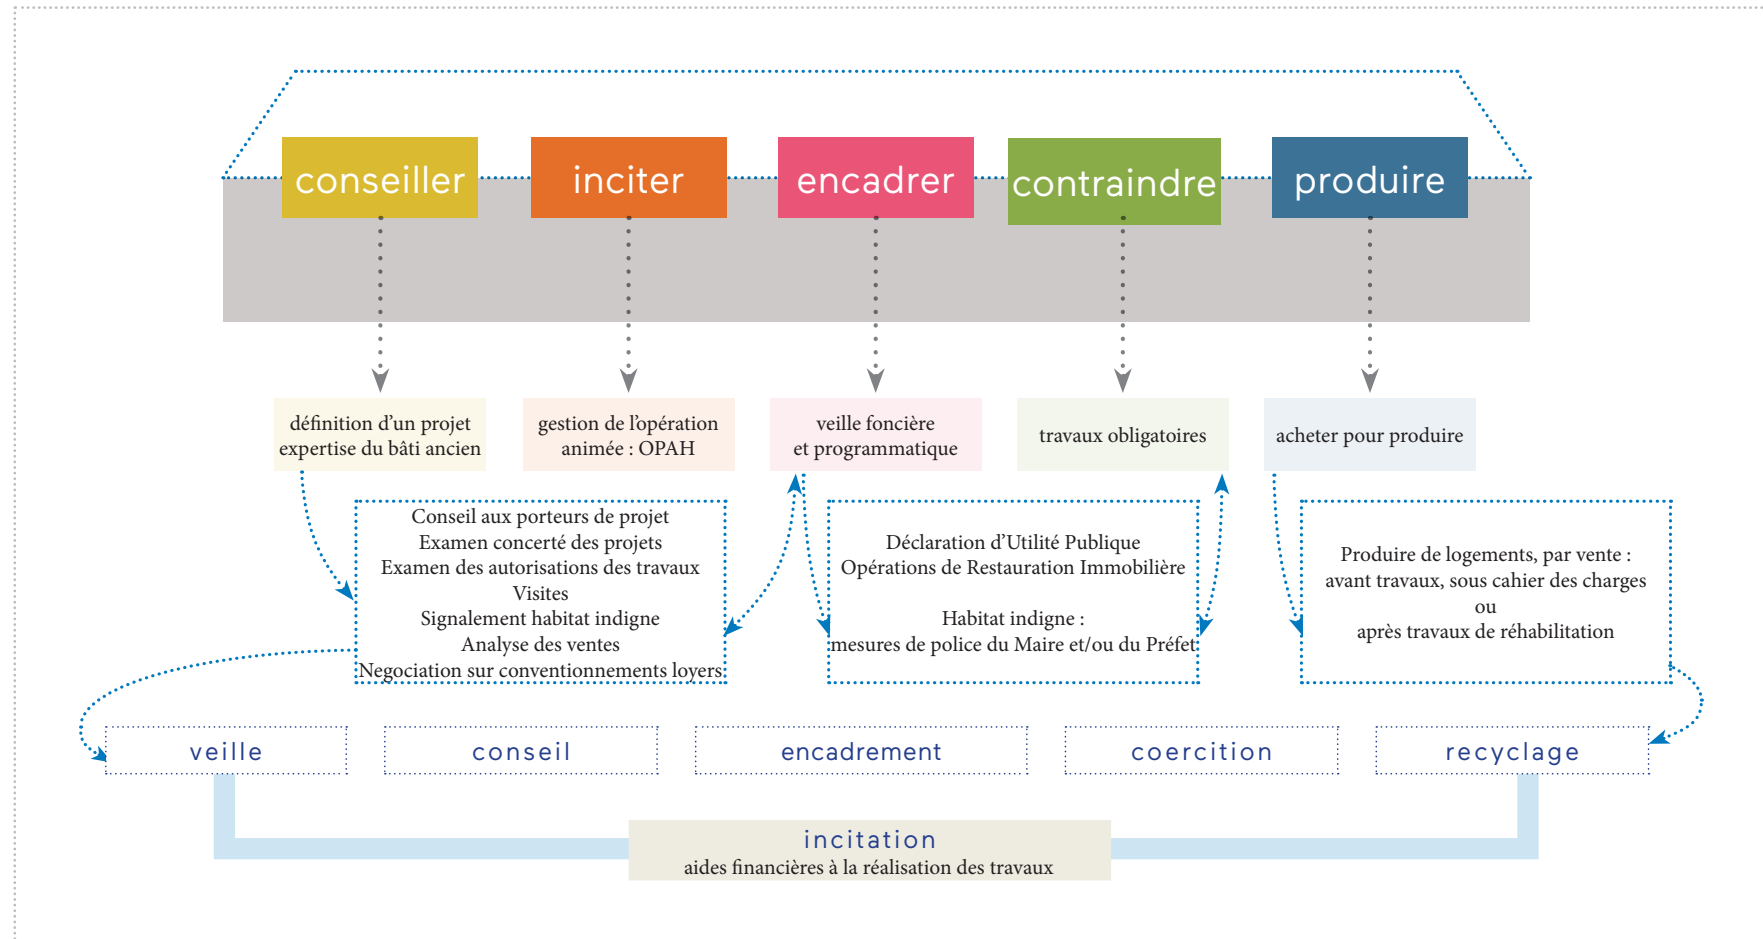 conseiller
inciter
encadrer
contraindre
produire
définition d’un projet
expertise du bâti ancien
gestion de l’opération
animée : OPAH
veille foncière
et programmatique
travaux obligatoires
acheter pour produire
Conseil aux porteurs de projet
Examen concerté des projets
Examen des autorisations des travaux
Visites
Signalement habitat indigne
Analyse des ventes
Negociation sur conventionnements loyers
Déclaration d’Utilité Publique
Opérations de Restauration Immobilière
Habitat indigne :
mesures de police du Maire et/ou du Préfet
Produire de logements, par vente :
avant travaux, sous cahier des charges
ou
après travaux de réhabilitation
veille
conseil
encadrement
coercition
recyclage
incitation
aides financières à la réalisation des travaux